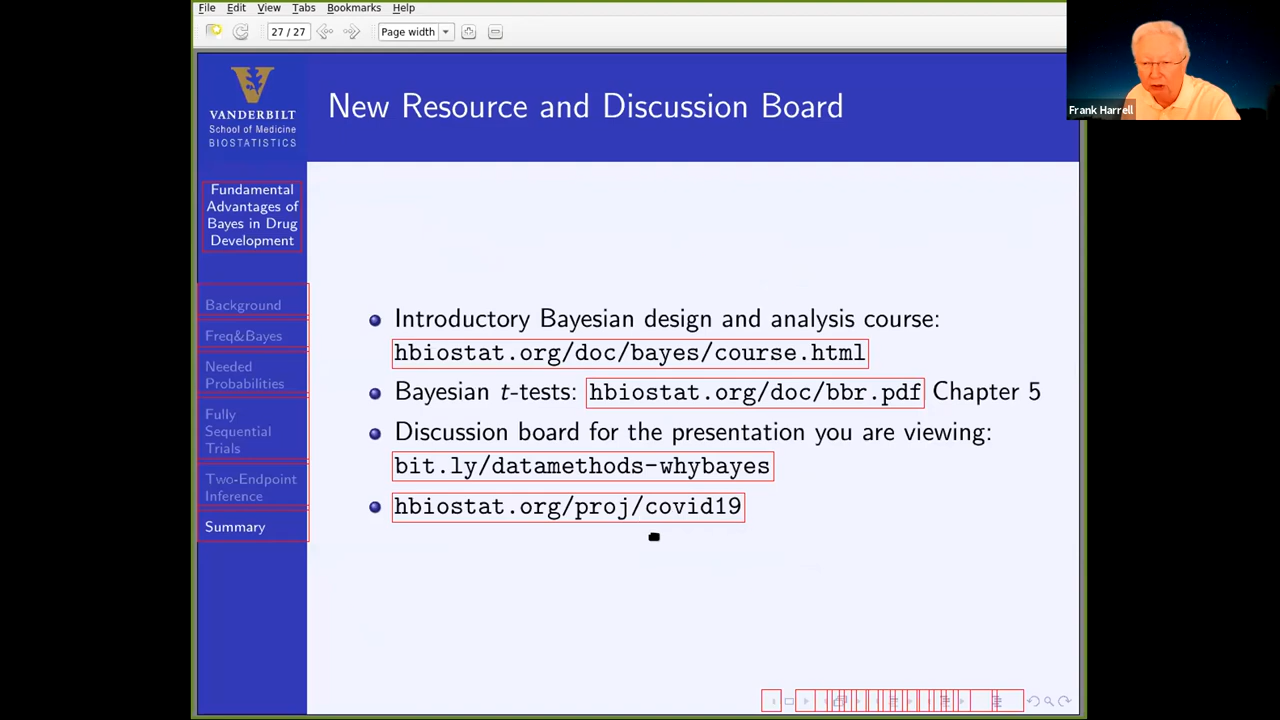 File Edit View Tabs Bookmarks Help
27 / 27 Page width
Frank Harrell
VANDERBILT
School of Medicine
BIOSTATISTICS
New Resource and Discussion Board
Fundamental
Advantages of
Bayes in Drug
Development
Background
Freq&Bayes
Needed
Probabilities
Fully
Sequential
Trials
Two-Endpoint
Inference
Summary
Introductory Bayesian design and analysis course:
hbiostat.org/doc/bayes/course.html
Bayesian t-tests: hbiostat.org/doc/bbr.pdf Chapter 5
Discussion board for the presentation you are viewing:
bit.ly/datamethods-whybayes
hbiostat.org/proj/covid19